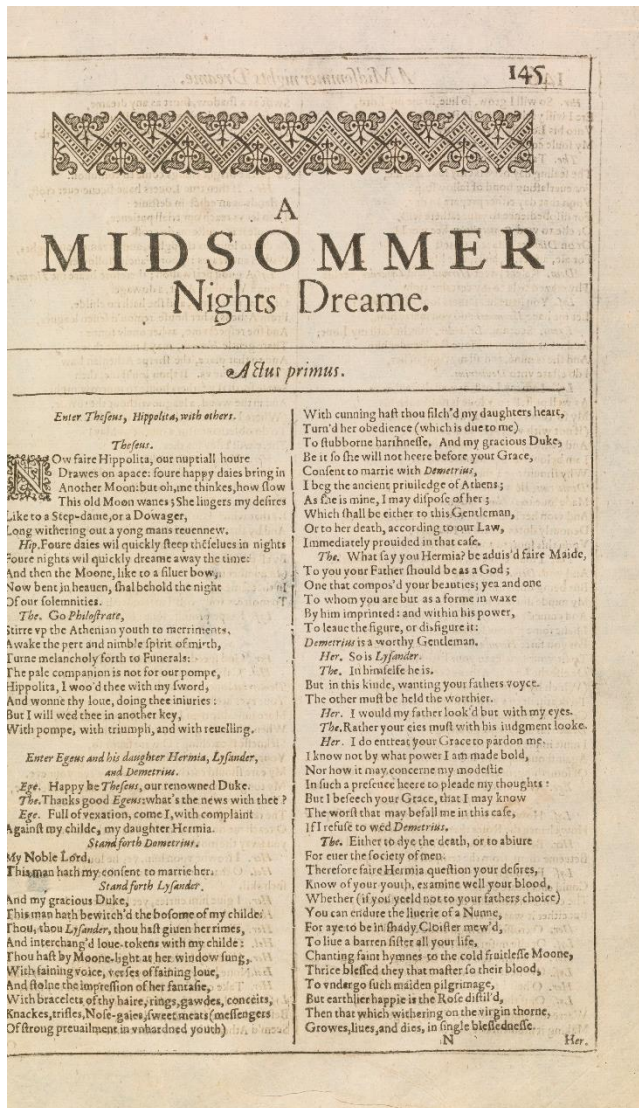 145
A
MIDSOMMER
Nights Dreame.
Actus primus.
Enter Theseus, Hippolita, with others.
Theseus.
NOw faire Hippolita, our nuptiall houre
Drawes on apace: foure happy daies bring in
Another Moon: but oh, me thinkes, how slow
This old Moon wanes; She lingers my desires
Like to a Step-dame, or a Dowager,
Long withering out a yong mans reuennew.
Hip. Foure daies wil quickly steep thẽselues in nights
Foure nights wil quickly dreame away the time:
And then the Moone, like to a siluer bow,
Now bent in heauen, shal behold the night
Of our solemnities.
The. Go Philostrate,
Stirre vp the Athenian youth to merriments,
Awake the pert and nimble spirit of mirth,
Turne melancholy forth to Funerals:
The pale companion is not for our pompe,
Hippolita, I woo'd thee with my sword,
And wonne thy loue, doing thee iniuries:
But I will wed thee in another key,
With pompe, with triumph, and with reuelling.
Enter Egeus and his daughter Hermia, Lysander,
and Demetrius.
Ege. Happy be Theseus, our renowned Duke.
The. Thanks good Egeus: what's the news with thee?
Ege. Full of vexation, come I, with complaint
Against my childe, my daughter Hermia.
Stand forth Demetrius.
My Noble Lord,
This man hath my consent to marrie her.
Stand forth Lysander.
And my gracious Duke,
This man hath bewitch'd the bosome of my childe:
Thou, thou Lysander, thou hast giuen her rimes,
And interchang'd loue-tokens with my childe:
Thou hast by Moone-light at her window sung,
With faining voice, verses of faining loue,
And stolne the impression of her fantasie,
With bracelets of thy haire, rings, gawdes, conceits,
Knackes, trifles, Nose-gaies, sweet meats (messengers
Of strong preuailment in vnhardned youth)
With cunning hast thou filch'd my daughters heart,
Turn'd her obedience (which is due to me)
To stubborne harshnesse. And my gracious Duke,
Be it so she will not heere before your Grace,
Consent to marrie with Demetrius,
I beg the ancient priuiledge of Athens;
As she is mine, I may dispose of her;
Which shall be either to this Gentleman,
Or to her death, according to our Law,
Immediately prouided in that case.
The. What say you Hermia? be aduis'd faire Maide,
To you your Father should be as a God;
One that compos'd your beauties; yea and one
To whom you are but as a forme in waxe
By him imprinted: and within his power,
To leaue the figure, or disfigure it:
Demetrius is a worthy Gentleman.
Her. So is Lysander.
The. In himselfe he is.
But in this kinde, wanting your fathers voyce.
The other must be held the worthier.
Her. I would my father look'd but with my eyes.
The. Rather your eies must with his iudgment looke.
Her. I do entreat your Grace to pardon me.
I know not by what power I am made bold,
Nor how it may concerne my modestie
In such a presence heere to pleade my thoughts:
But I beseech your Grace, that I may know
The worst that may befall me in this case,
If I refuse to wed Demetrius.
The. Either to dye the death, or to abiure
For euer the society of men.
Therefore faire Hermia question your desires,
Know of your youth, examine well your blood,
Whether (if you yeeld not to your fathers choice)
You can endure the liuerie of a Nunne,
For aye to be in shady Cloister mew'd,
To liue a barren sister all your life,
Chanting faint hymnes to the cold fruitlesse Moone,
Thrice blessed they that master so their blood,
To vndergo such maiden pilgrimage,
But earthlier happie is the Rose distil'd,
Then that which withering on the virgin thorne,
Growes, liues, and dies, in single blessednesse.
N
Her.